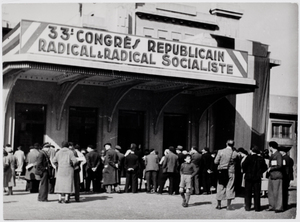 33ᵉ CONGRÈS REPUBLICAIN
RADICAL & RADICAL SOCIALISTE